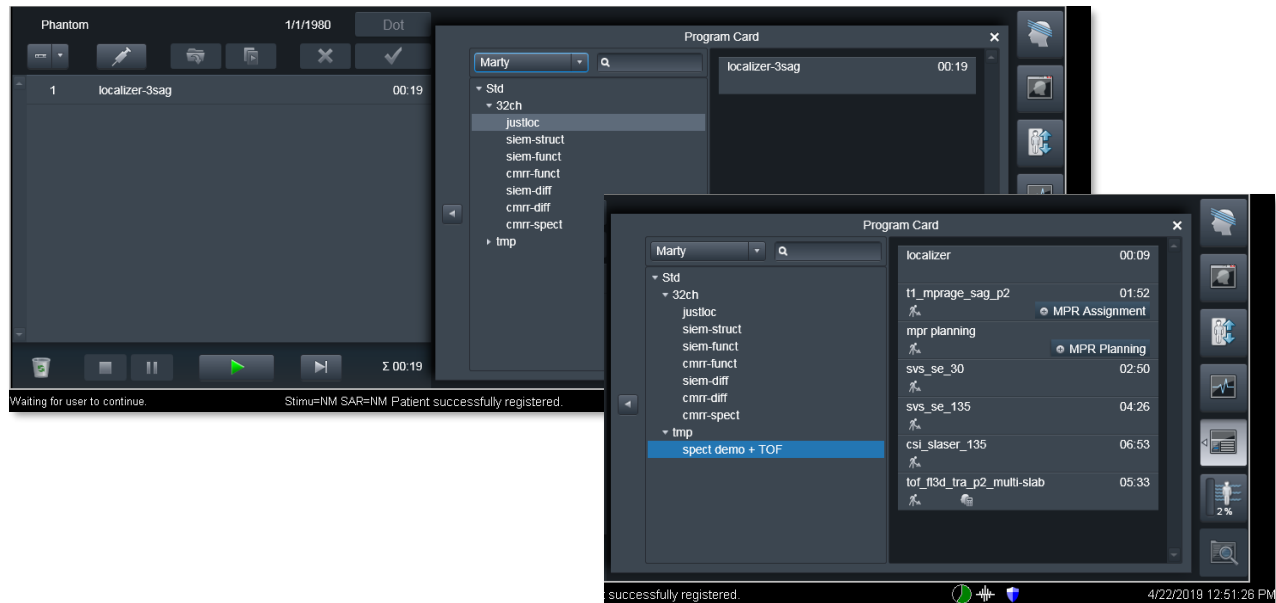 Phantom 1/1/1980 Dot
1 localizer-3sag 00:19
Σ 00:19
Waiting for user to continue. Stimu=NM SAR=NM Patient successfully registered.
Program Card
Marty
Std
32ch
justloc
siem-struct
siem-funct
cmrr-funct
siem-diff
cmrr-diff
cmrr-spect
tmp
localizer-3sag 00:19
Program Card
Marty
Std
32ch
justloc
siem-struct
siem-funct
cmrr-funct
siem-diff
cmrr-diff
cmrr-spect
tmp
spect demo + TOF
localizer 00:09
t1_mprage_sag_p2 01:52
MPR Assignment
mpr planning
MPR Planning
svs_se_30 02:50
svs_se_135 04:26
csi_slaser_135 06:53
tof_fl3d_tra_p2_multi-slab 05:33
2%
successfully registered. 4/22/2019 12:51:26 PM